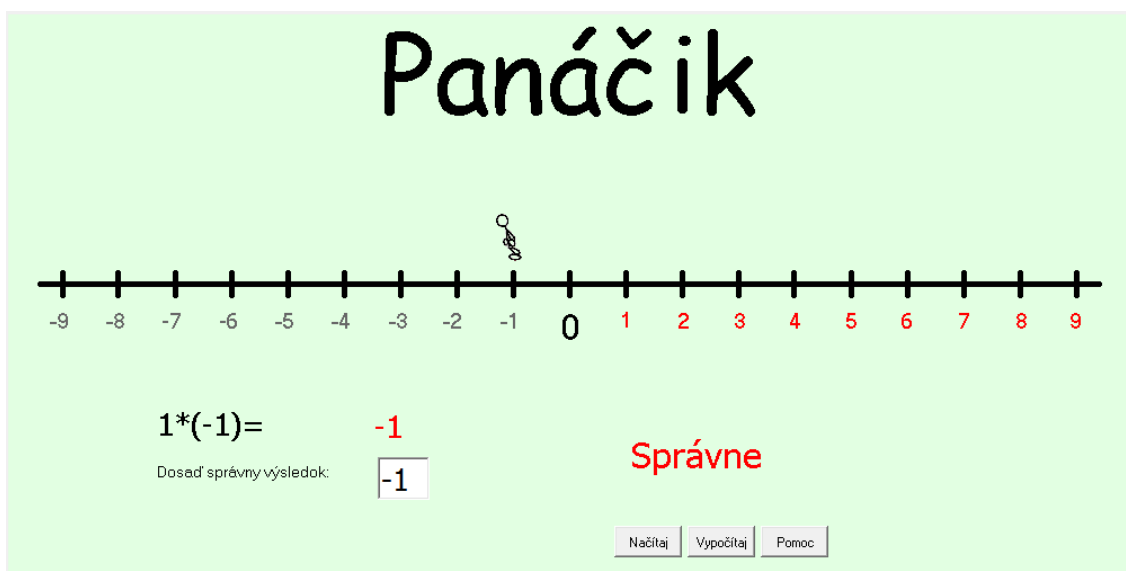 Panáčik
-9 -8 -7 -6 -5 -4 -3 -2 -1 0 1 2 3 4 5 6 7 8 9
1*(-1)= -1
Dosaď správny výsledok: -1
Správne
Načítaj Vypočítaj Pomoc